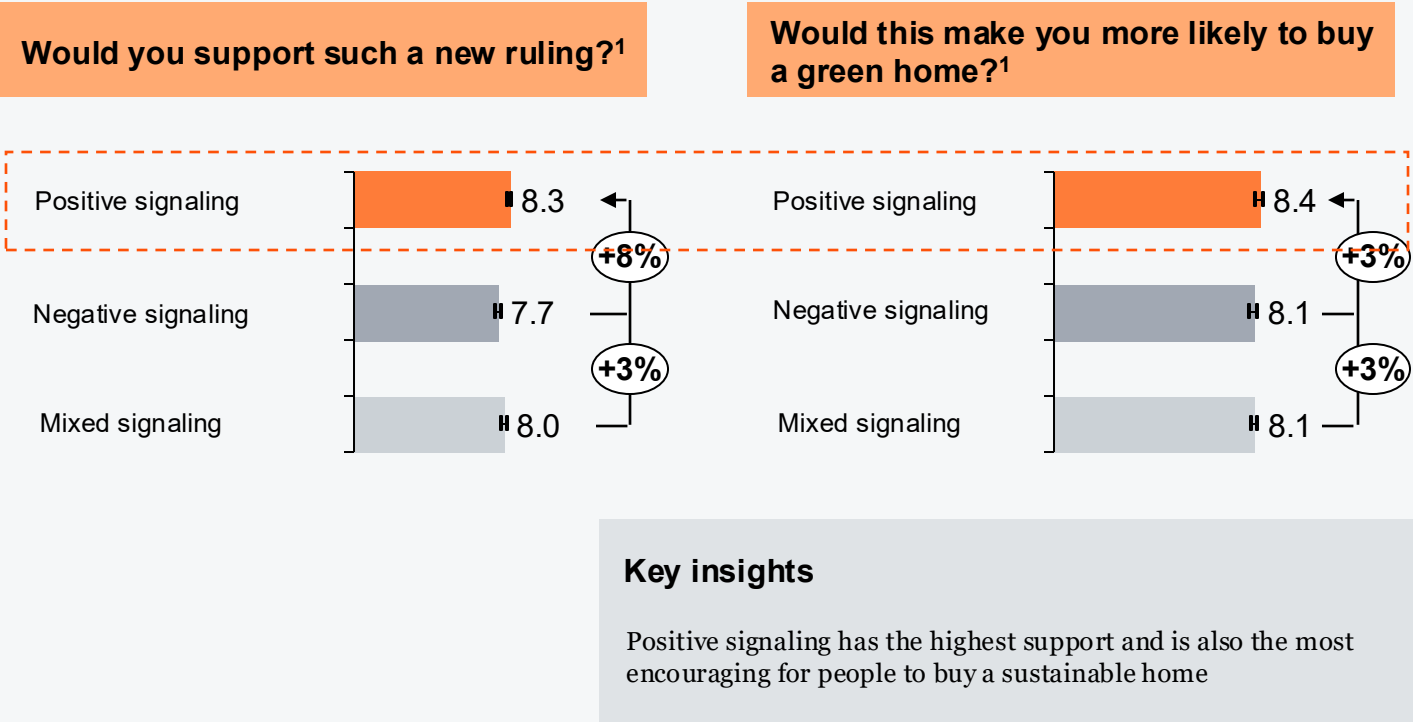 Would you support such a new ruling?¹
Would this make you more likely to buy
a green home?¹
Positive signaling
8.3
+8%
Negative signaling
7.7
+3%
Mixed signaling
8.0
Positive signaling
8.4
+3%
Negative signaling
8.1
+3%
Mixed signaling
8.1
Key insights
Positive signaling has the highest support and is also the most
encouraging for people to buy a sustainable home